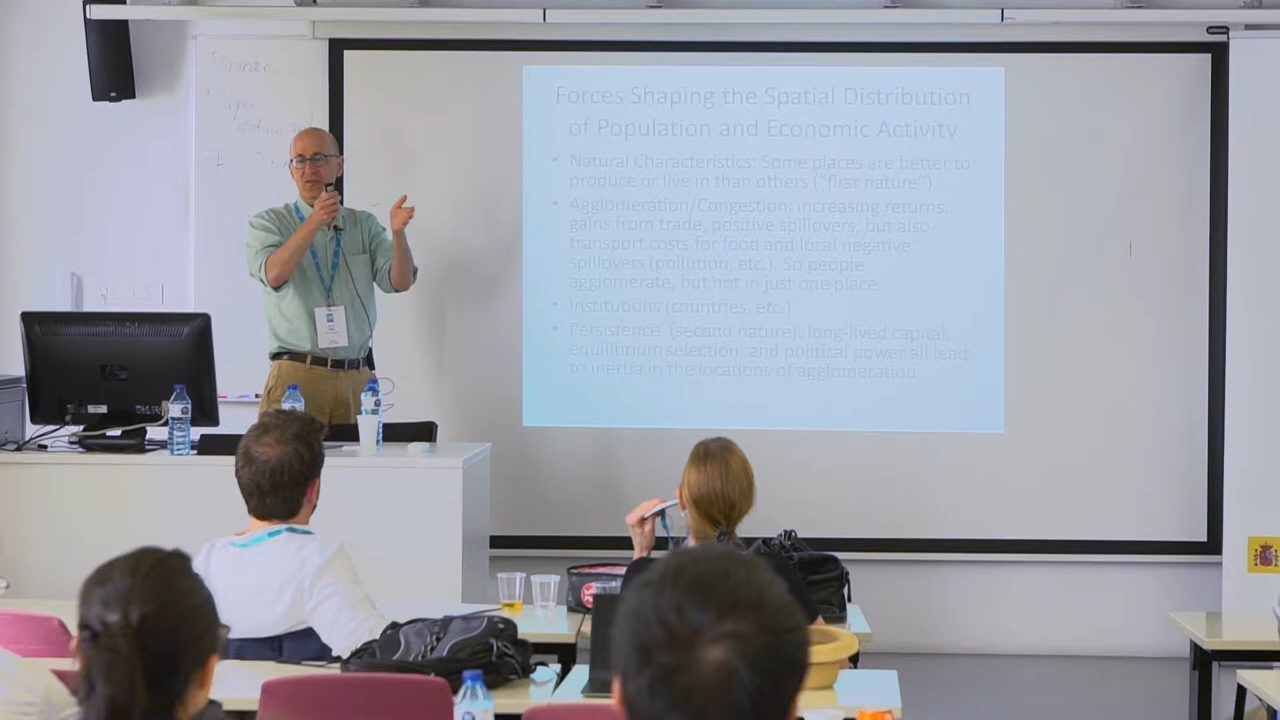 Forces Shaping the Spatial Distribution
of Population and Economic Activity
• Natural Characteristics: Some places are better to
produce or live in than others ("first nature").
• Agglomeration/Congestion: increasing returns,
gains from trade, positive spillovers, but also
transport costs for food and local negative
spillovers (pollution, etc.). So people
agglomerate, but not in just one place
• Institutions (countries, etc.)
• Persistence (second nature): long-lived capital,
equilibrium selection, and political power all lead
to inertia in the locations of agglomeration